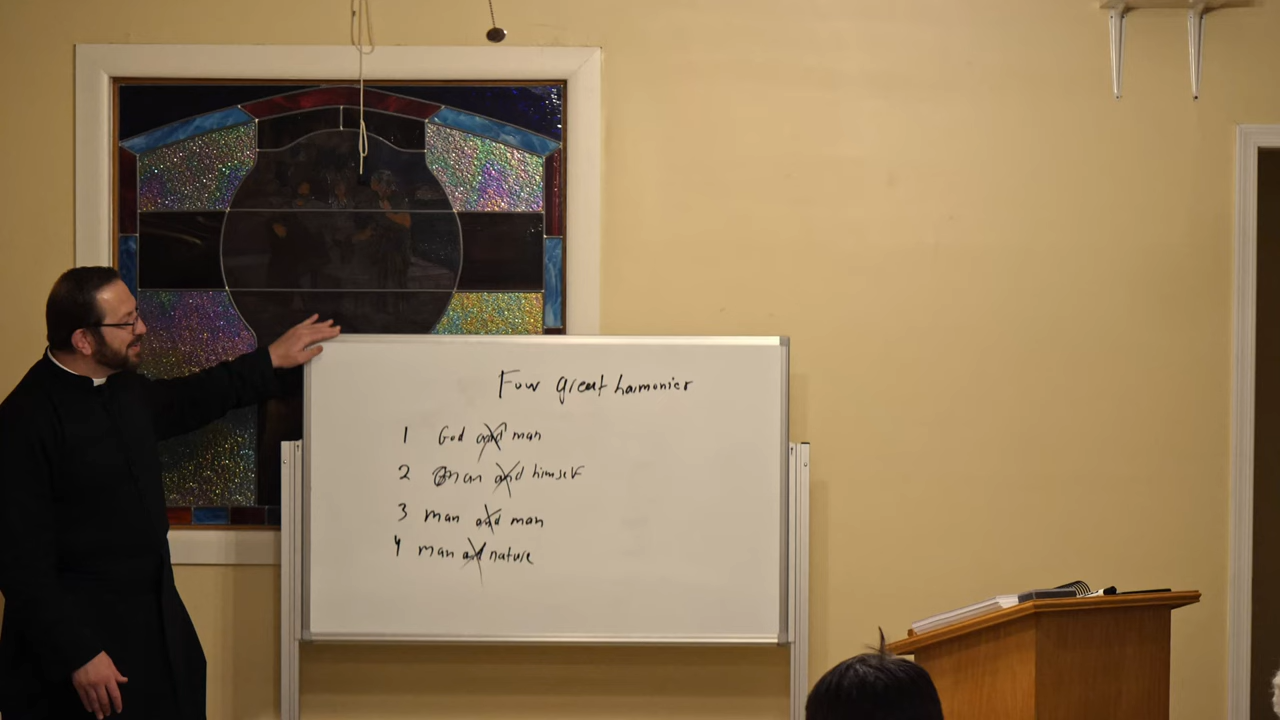 Four great harmonies
1 God and man
2 man and himself
3 man and man
4 man and nature